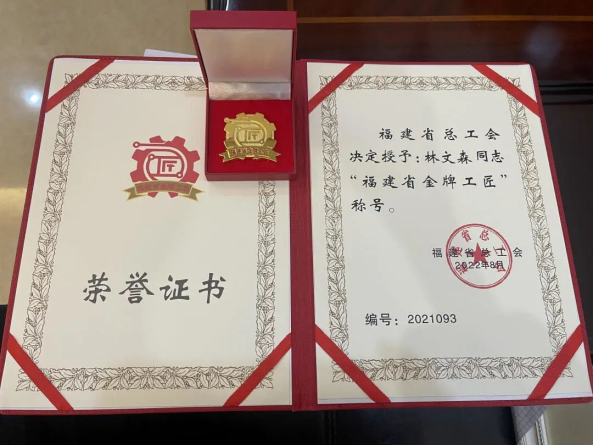 匠
荣誉证书
匠
福建省总工会
决定授予:林文森同志
“福建省金牌工匠”
称号。
福建省总工会
2022年8月
编号: 2021093